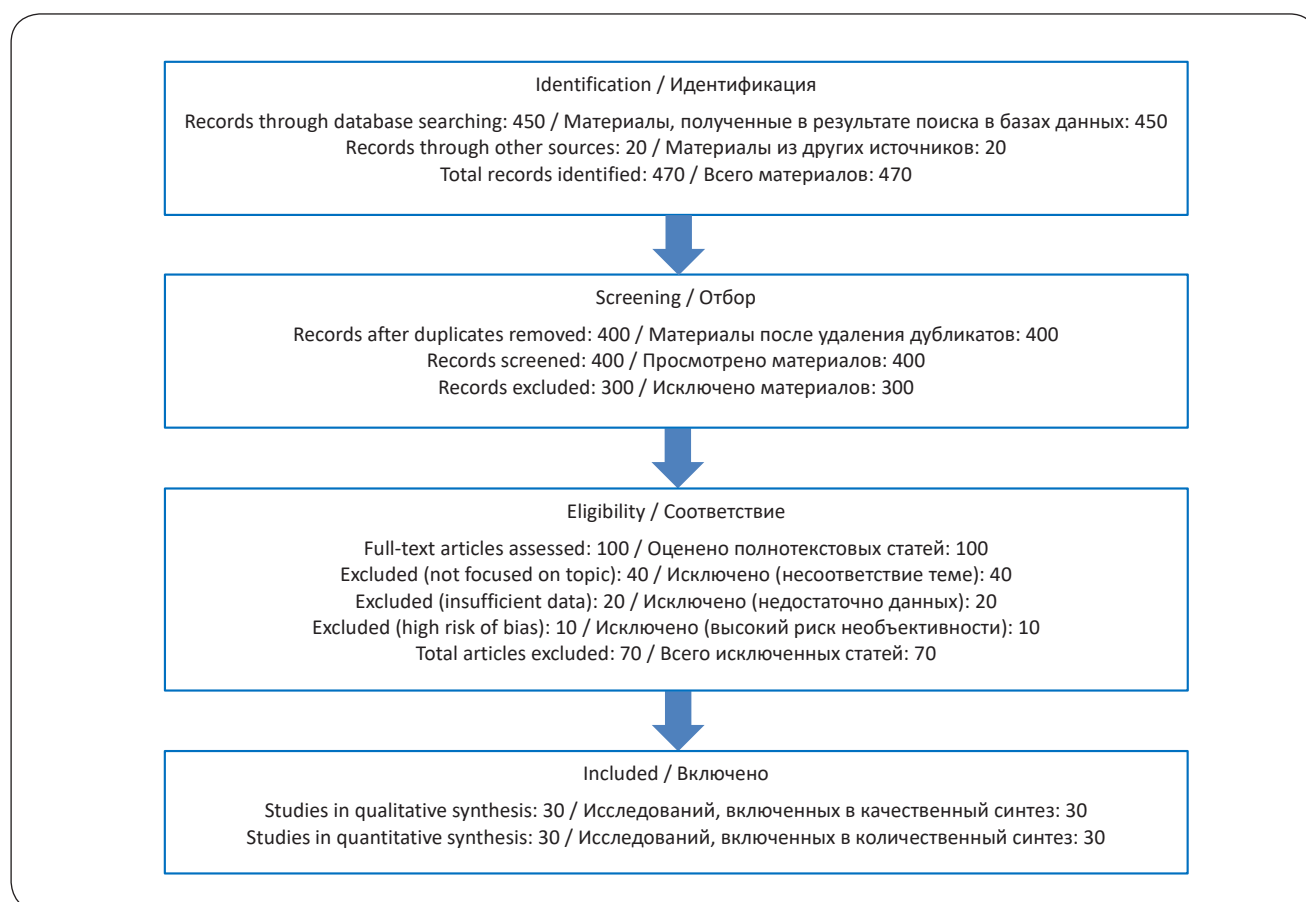 Identification / Идентификация
Records through database searching: 450 / Материалы, полученные в результате поиска в базах данных: 450
Records through other sources: 20 / Материалы из других источников: 20
Total records identified: 470 / Всего материалов: 470
Screening / Отбор
Records after duplicates removed: 400 / Материалы после удаления дубликатов: 400
Records screened: 400 / Просмотрено материалов: 400
Records excluded: 300 / Исключено материалов: 300
Eligibility / Соответствие
Full-text articles assessed: 100 / Оценено полнотекстовых статей: 100
Excluded (not focused on topic): 40 / Исключено (несоответствие теме): 40
Excluded (insufficient data): 20 / Исключено (недостаточно данных): 20
Excluded (high risk of bias): 10 / Исключено (высокий риск необъективности): 10
Total articles excluded: 70 / Всего исключенных статей: 70
Included / Включено
Studies in qualitative synthesis: 30 / Исследований, включенных в качественный синтез: 30
Studies in quantitative synthesis: 30 / Исследований, включенных в количественный синтез: 30